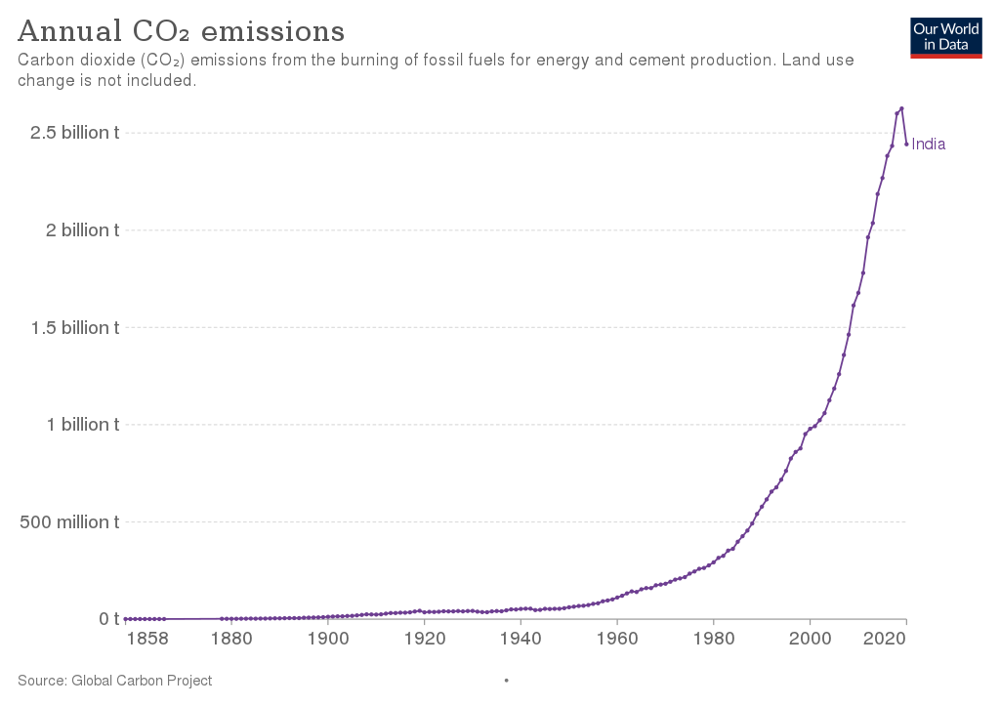 Annual CO₂ emissions
Our World
in Data
Carbon dioxide (CO₂) emissions from the burning of fossil fuels for energy and cement production. Land use
change is not included.
2.5 billion t
India
2 billion t
1.5 billion t
1 billion t
500 million t
0 t
1858 1880 1900 1920 1940 1960 1980 2000 2020
Source: Global Carbon Project •